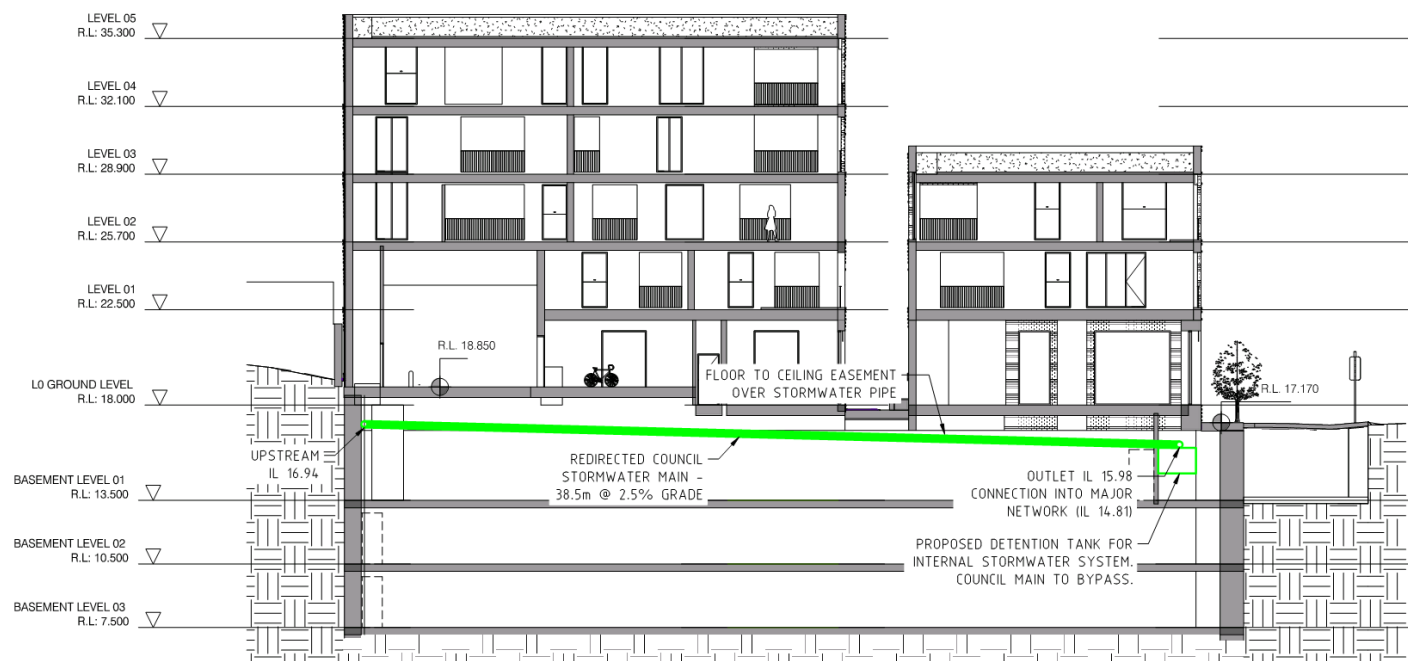 LEVEL 05
R.L: 35.300
LEVEL 04
R.L: 32.100
LEVEL 03
R.L: 28.900
LEVEL 02
R.L: 25.700
LEVEL 01
R.L: 22.500
R.L. 18.850
FLOOR TO CEILING EASEMENT
OVER STORMWATER PIPE
L0 GROUND LEVEL
R.L: 18.000
R.L. 17.170
UPSTREAM
IL 16.94
REDIRECTED COUNCIL
STORMWATER MAIN -
38.5m @ 2.5% GRADE
OUTLET IL 15.98
CONNECTION INTO MAJOR
NETWORK (IL 14.81)
BASEMENT LEVEL 01
R.L: 13.500
PROPOSED DETENTION TANK FOR
INTERNAL STORMWATER SYSTEM.
COUNCIL MAIN TO BYPASS.
BASEMENT LEVEL 02
R.L: 10.500
BASEMENT LEVEL 03
R.L: 7.500